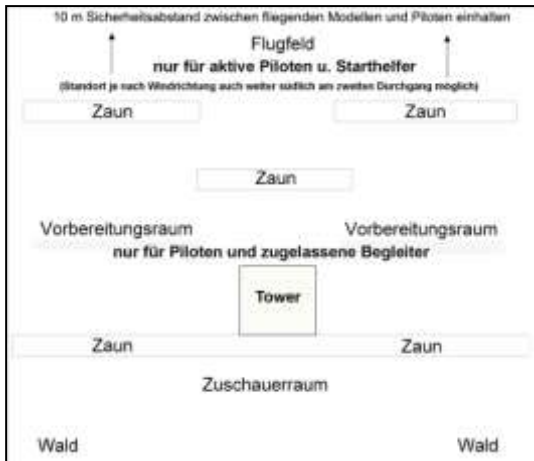 10 m Sicherheitsabstand zwischen fliegenden Modellen und Piloten einhalten
Flugfeld
nur für aktive Piloten u. Starthelfer
(Standort je nach Windrichtung auch weiter südlich am zweiten Durchgang möglich)
Zaun Zaun
Zaun
Vorbereitungsraum Vorbereitungsraum
nur für Piloten und zugelassene Begleiter
Tower
Zaun Zaun
Zuschauerraum
Wald Wald